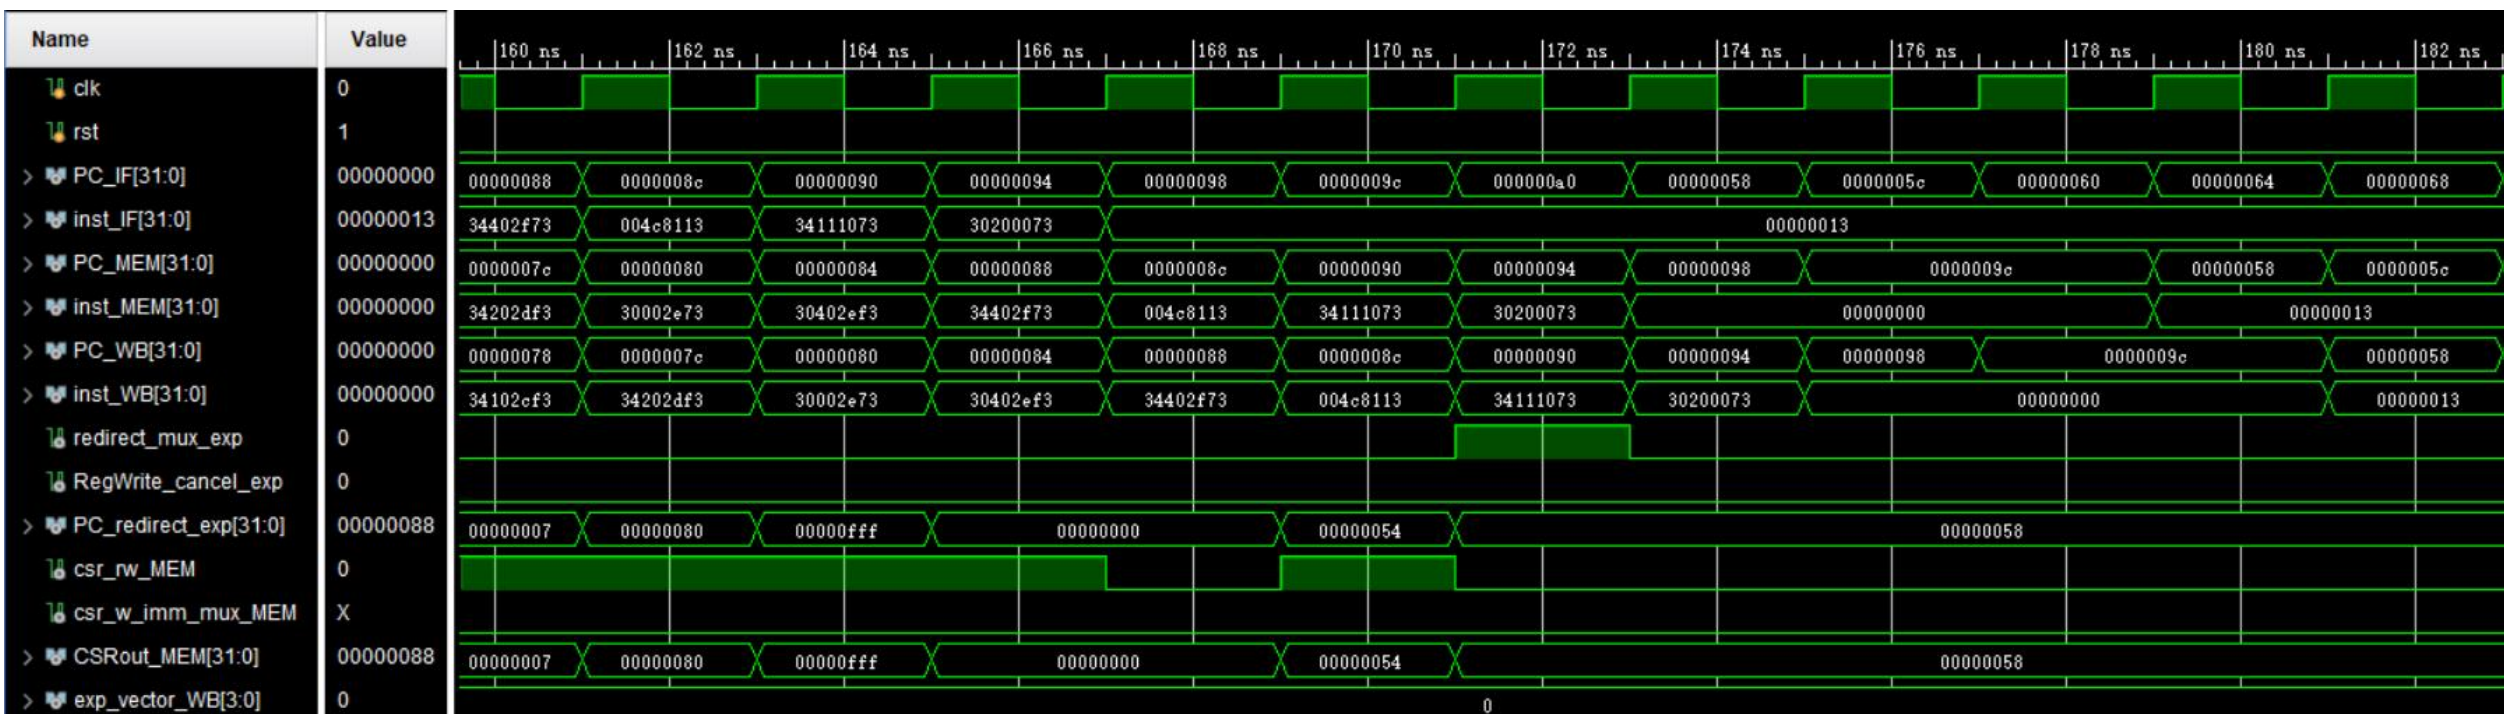 Name Value 160 ns 162 ns 164 ns 166 ns 168 ns 170 ns 172 ns 174 ns 176 ns 178 ns 180 ns 182 ns
clk 0
rst 1
PC_IF[31:0] 00000000 00000088 0000008c 00000090 00000094 00000098 0000009c 000000a0 00000058 0000005c 00000060 00000064 00000068
inst_IF[31:0] 00000013 34402f73 004c8113 34111073 30200073 00000013
PC_MEM[31:0] 00000000 0000007c 00000080 00000084 00000088 0000008c 00000090 00000094 00000098 0000009c 00000058 0000005c
inst_MEM[31:0] 00000000 34202df3 30002e73 30402ef3 34402f73 004c8113 34111073 30200073 00000000 00000013
PC_WB[31:0] 00000000 00000078 0000007c 00000080 00000084 00000088 0000008c 00000090 00000094 00000098 0000009c 00000058
inst_WB[31:0] 00000000 34102cf3 34202df3 30002e73 30402ef3 34402f73 004c8113 34111073 30200073 00000000 00000013
redirect_mux_exp 0
RegWrite_cancel_exp 0
PC_redirect_exp[31:0] 00000088 00000007 00000080 00000fff 00000000 00000054 00000058
csr_rw_MEM 0
csr_w_imm_mux_MEM X
CSRout_MEM[31:0] 00000088 00000007 00000080 00000fff 00000000 00000054 00000058
exp_vector_WB[3:0] 0 0